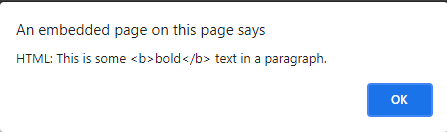 An embedded page on this page says
HTML: This is some <b>bold</b> text in a paragraph.
OK